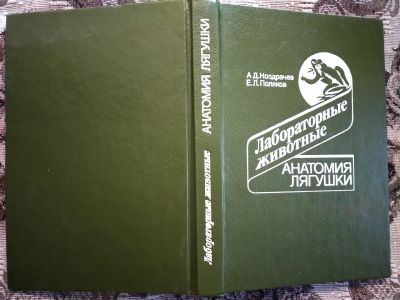 А.Д.Ноздрачев
Е.Л.Поляков
Лабораторные
животные
АНАТОМИЯ
ЛЯГУШКИ
Лабораторные животные АНАТОМИЯ ЛЯГУШКИ